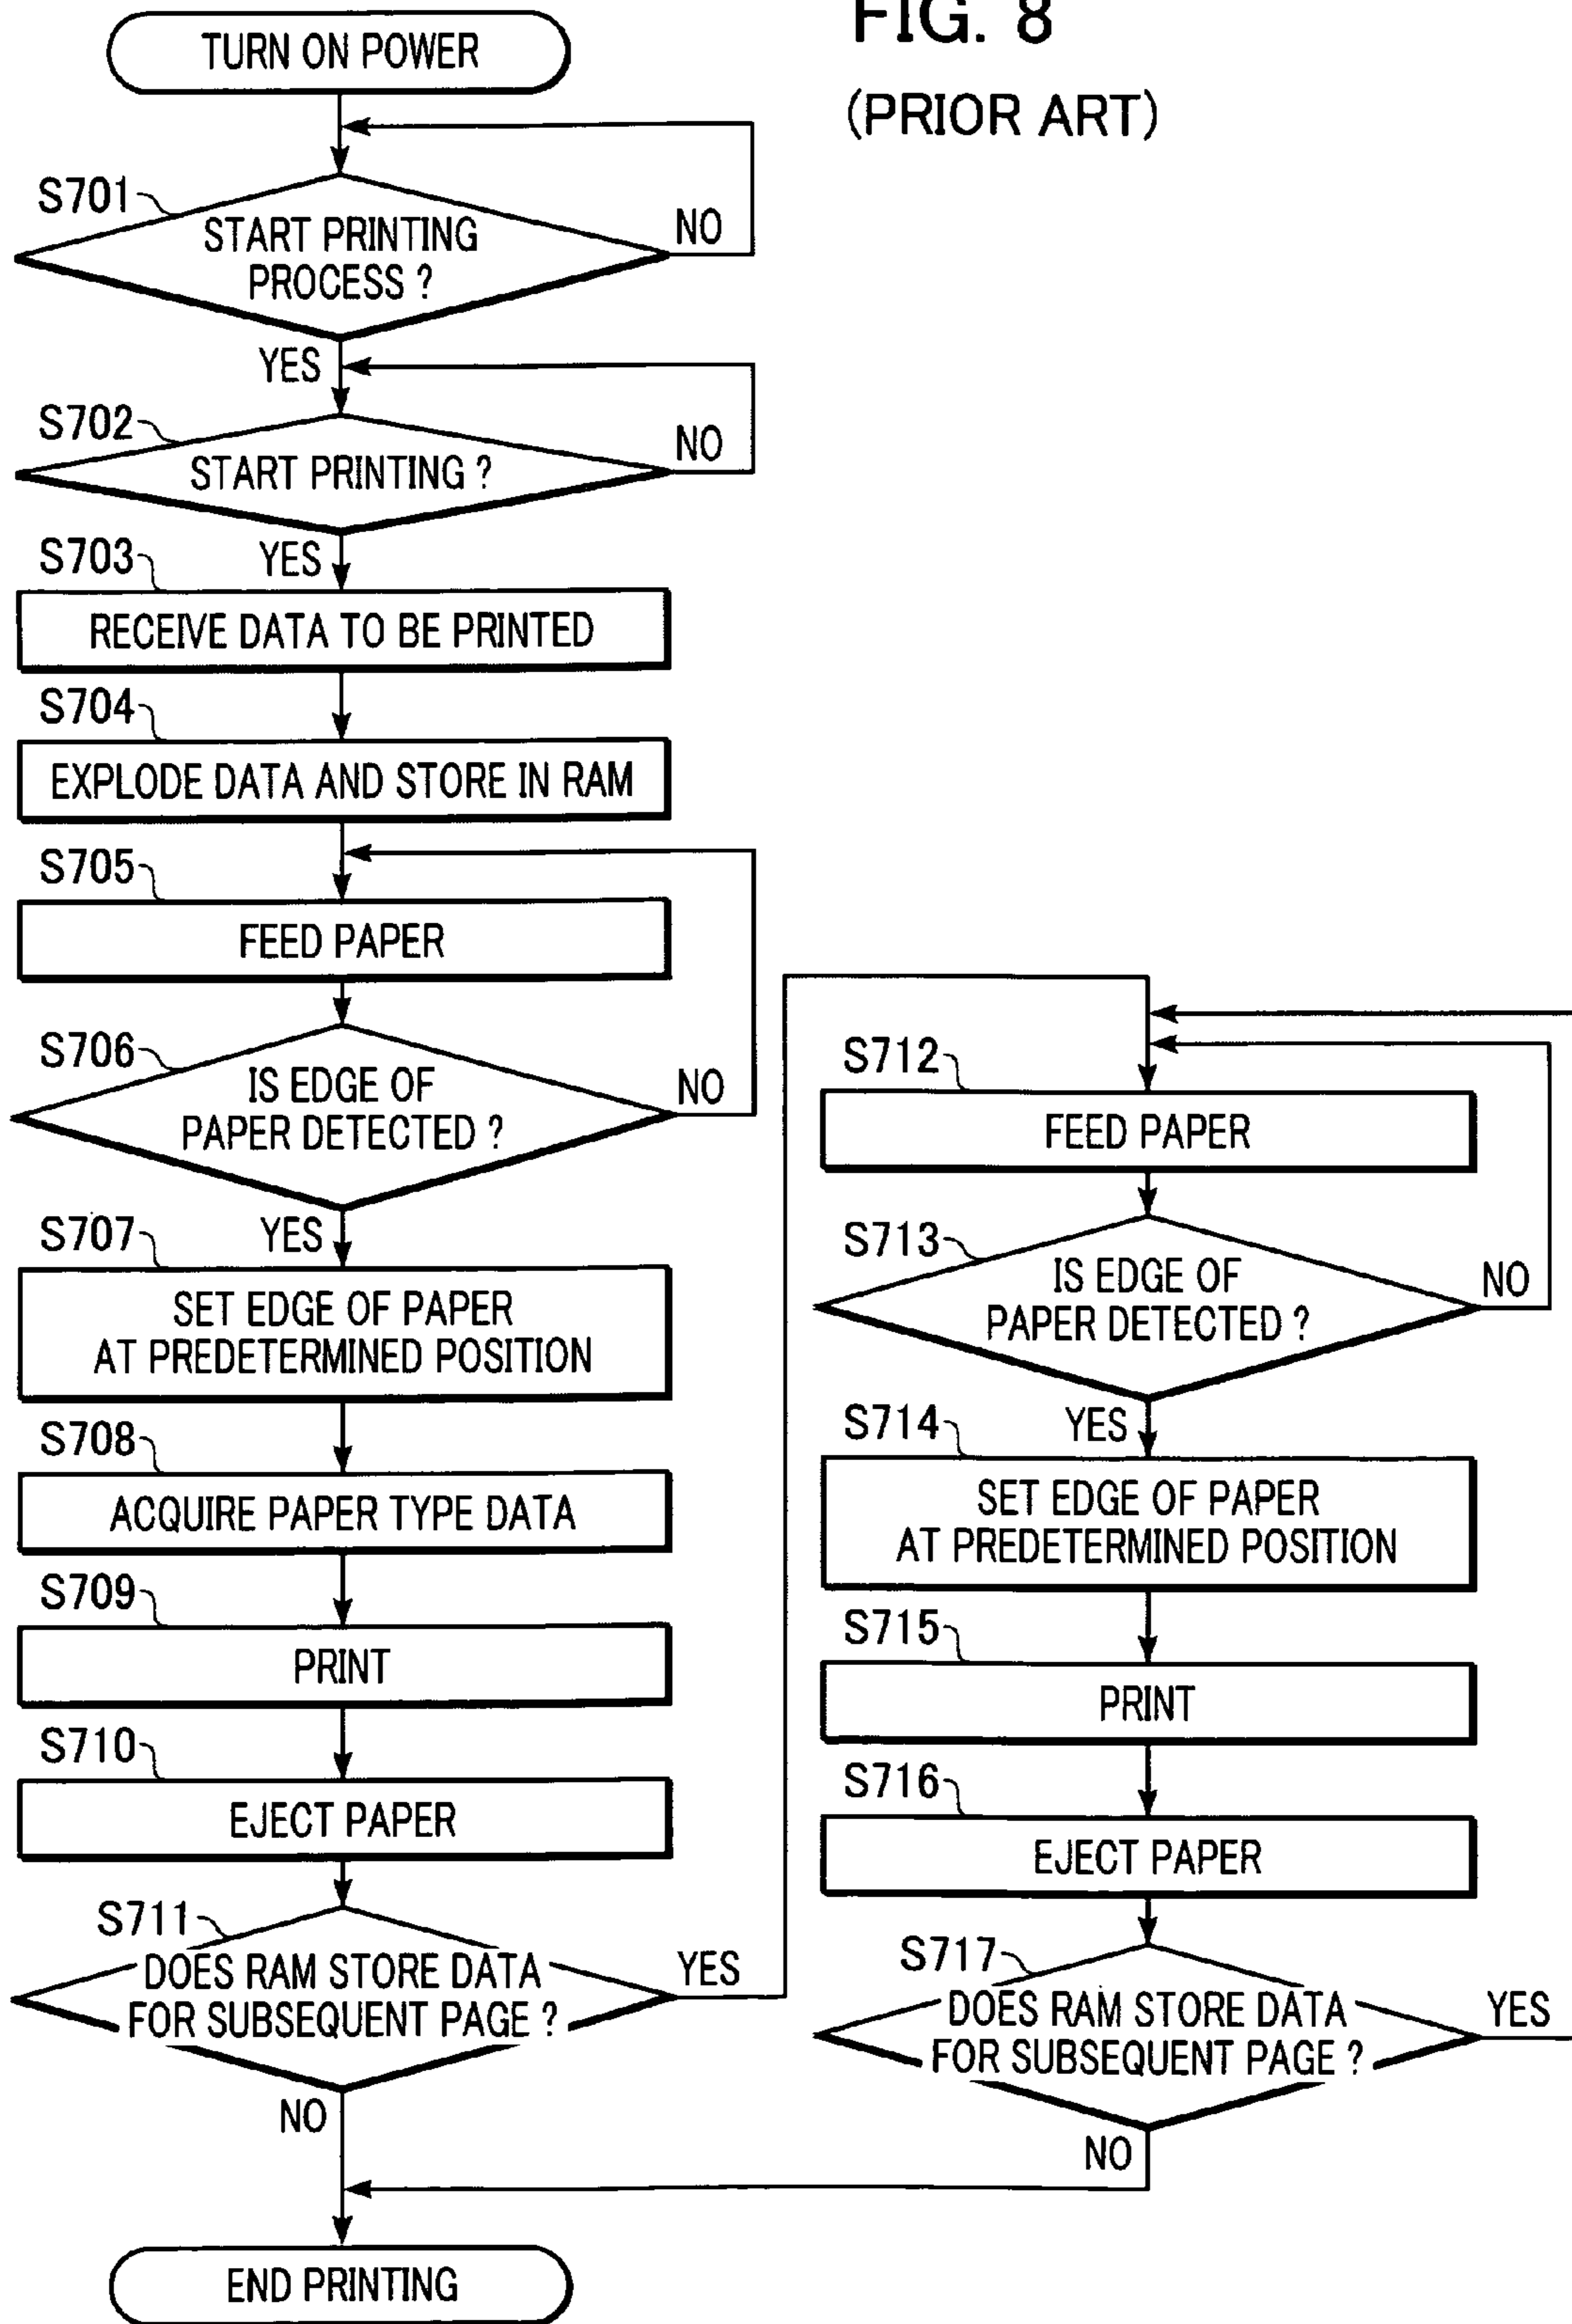 FIG. 8
(PRIOR ART)
TURN ON POWER
S701
START PRINTING
PROCESS ?
NO
YES
S702
START PRINTING ?
NO
YES
S703
RECEIVE DATA TO BE PRINTED
S704
EXPLODE DATA AND STORE IN RAM
S705
FEED PAPER
S706
IS EDGE OF
PAPER DETECTED ?
NO
YES
S707
SET EDGE OF PAPER
AT PREDETERMINED POSITION
S708
ACQUIRE PAPER TYPE DATA
S709
PRINT
S710
EJECT PAPER
S711
DOES RAM STORE DATA
FOR SUBSEQUENT PAGE ?
YES
NO
S712
FEED PAPER
S713
IS EDGE OF
PAPER DETECTED ?
NO
YES
S714
SET EDGE OF PAPER
AT PREDETERMINED POSITION
S715
PRINT
S716
EJECT PAPER
S717
DOES RAM STORE DATA
FOR SUBSEQUENT PAGE ?
YES
NO
END PRINTING